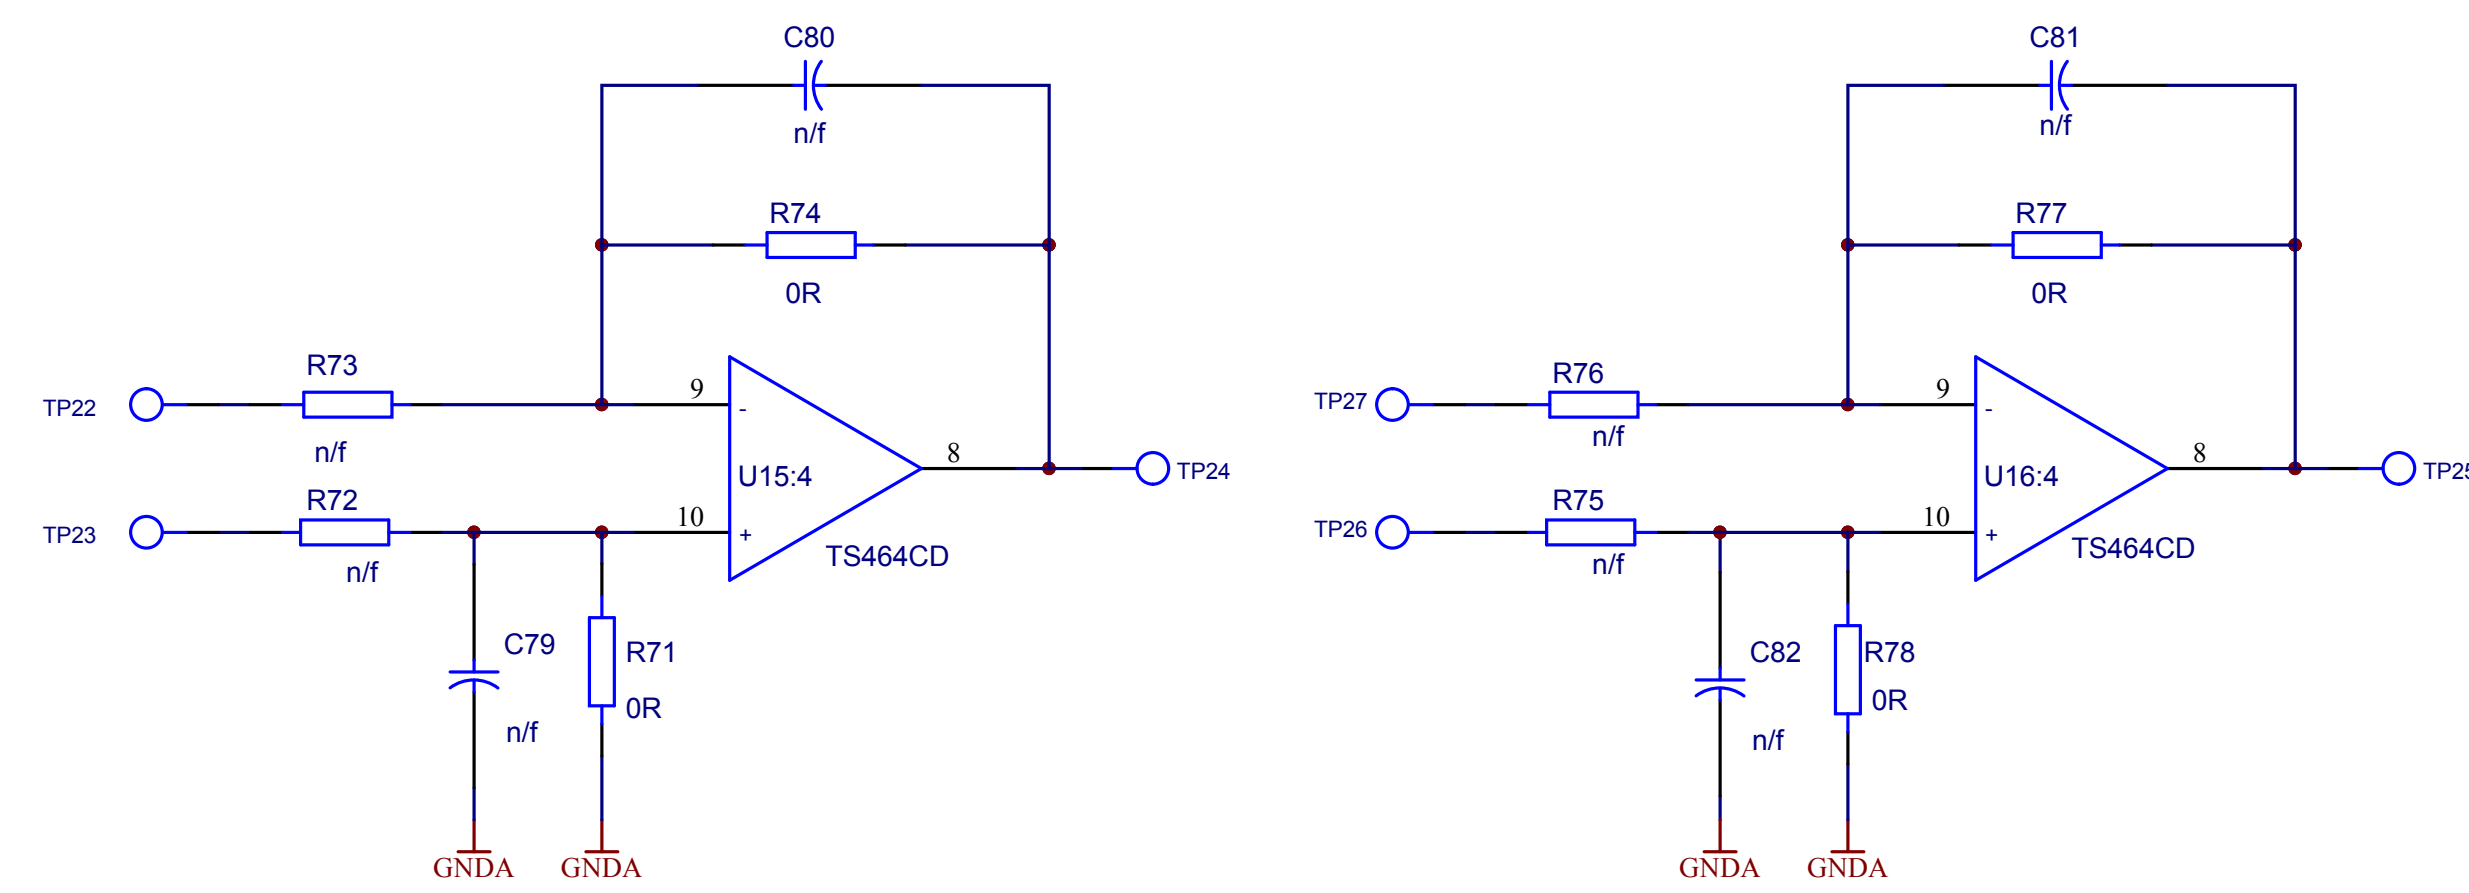 C80
n/f
R74
0R
R73
TP22
n/f
9
-
U15:4
8
TP24
R72
TP23
n/f
10
+
TS464CD
C79
n/f
R71
0R
GNDA
GNDA
C81
n/f
R77
0R
R76
TP27
n/f
9
-
U16:4
8
TP25
R75
TP26
n/f
10
+
TS464CD
C82
n/f
R78
0R
GNDA
GNDA